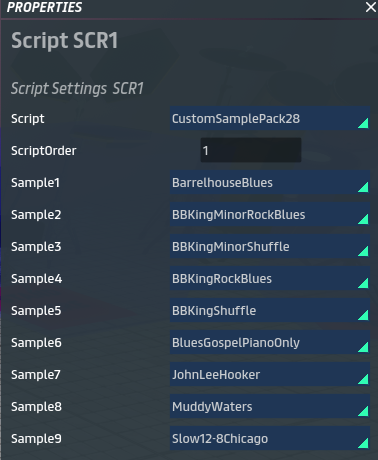 PROPERTIES
Script SCR1
Script Settings SCR1
Script CustomSamplePack28
ScriptOrder 1
Sample1 BarrelhouseBlues
Sample2 BBKingMinorRockBlues
Sample3 BBKingMinorShuffle
Sample4 BBKingRockBlues
Sample5 BBKingShuffle
Sample6 BluesGospelPianoOnly
Sample7 JohnLeeHooker
Sample8 MuddyWaters
Sample9 Slow12-8Chicago